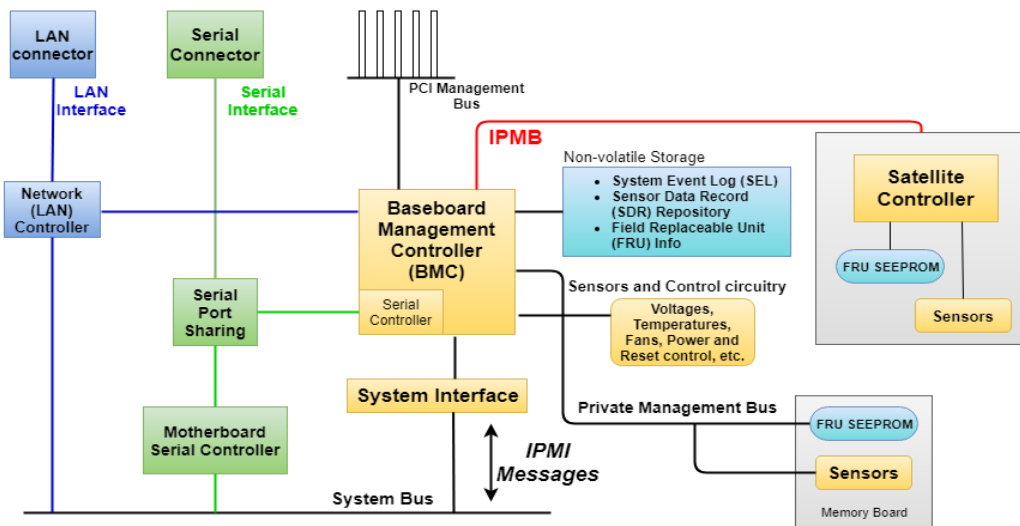 LAN
connector
Serial
Connector
LAN
Interface
Serial
Interface
PCI Management
Bus
IPMB
Non-volatile Storage
• System Event Log (SEL)
• Sensor Data Record
(SDR) Repository
• Field Replaceable Unit
(FRU) Info
Satellite
Controller
FRU SEEPROM
Sensors
Network
(LAN)
Controller
Baseboard
Management
Controller
(BMC)
Serial
Controller
Serial
Port
Sharing
Sensors and Control circuitry
Voltages,
Temperatures,
Fans, Power and
Reset control, etc.
System Interface
Motherboard
Serial Controller
IPMI
Messages
System Bus
Private Management Bus
FRU SEEPROM
Sensors
Memory Board